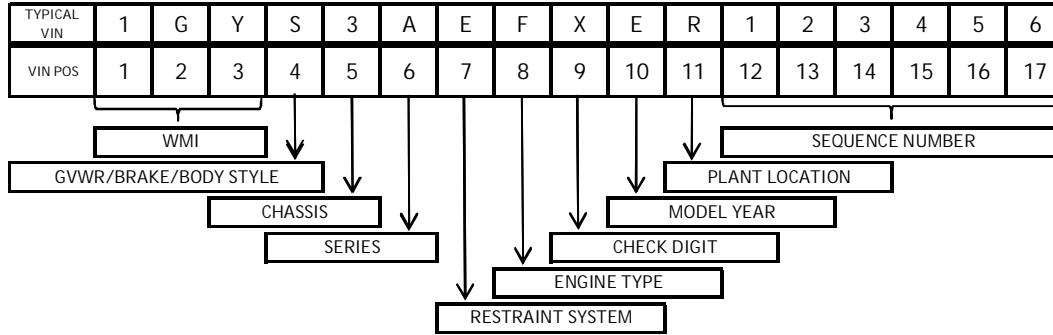 TYPICAL
VIN 1 G Y S 3 A E F X E R 1 2 3 4 5 6
VIN POS 1 2 3 4 5 6 7 8 9 10 11 12 13 14 15 16 17
WMI SEQUENCE NUMBER
GVWR/BRAKE/BODY STYLE PLANT LOCATION
CHASSIS MODEL YEAR
SERIES CHECK DIGIT
ENGINE TYPE
RESTRAINT SYSTEM